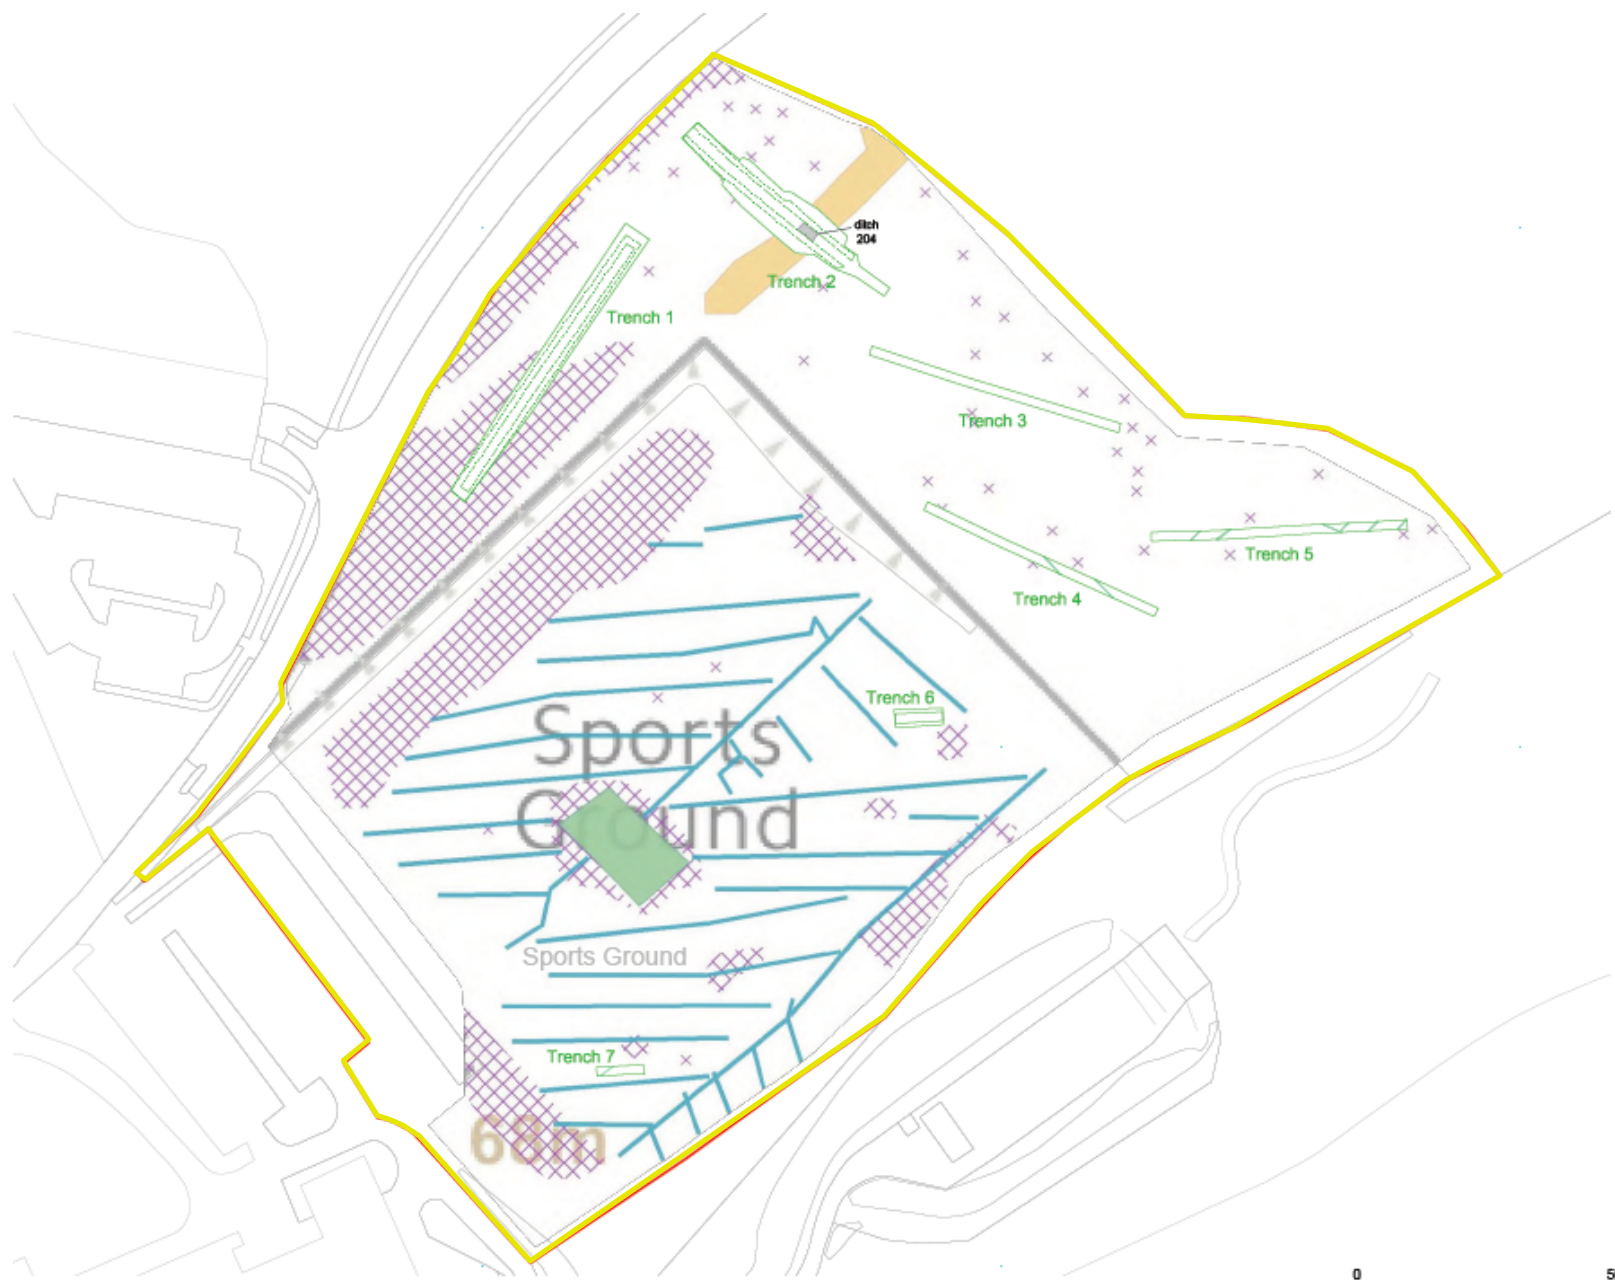 ditch
204
Trench 2
Trench 1
Trench 3
Trench 5
Trench 4
Trench 6
Sports
Ground
Sports Ground
Trench 7
68m
0
5